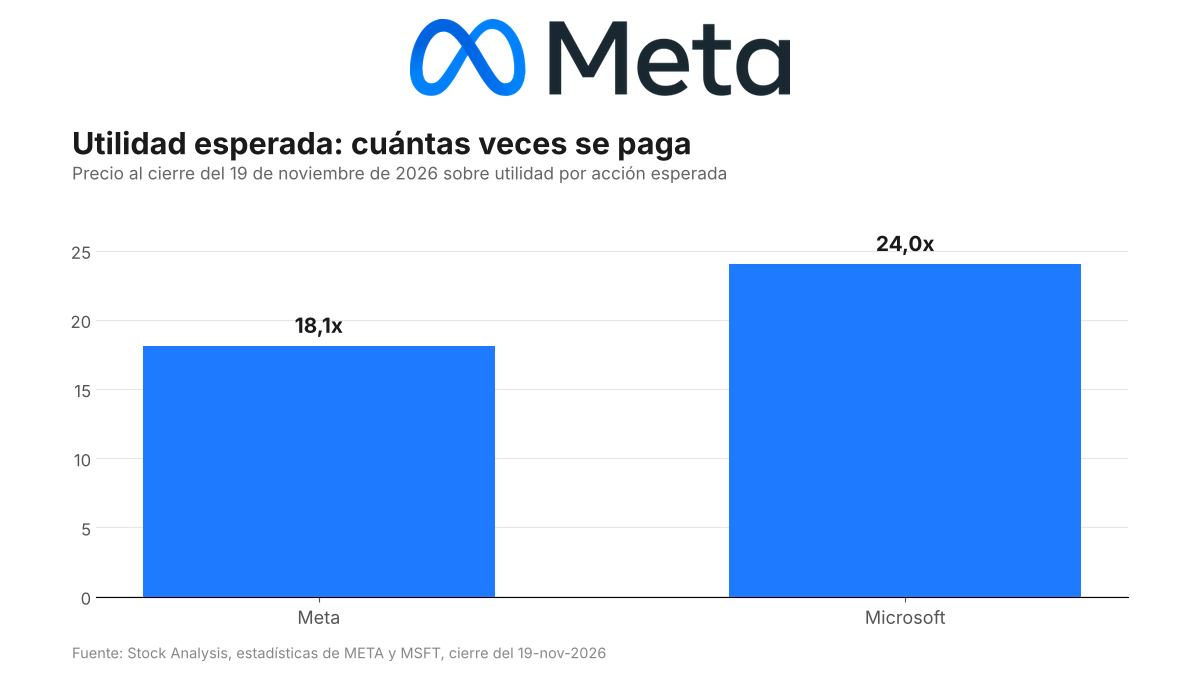 Meta
Utilidad esperada: cuántas veces se paga
Precio al cierre del 19 de noviembre de 2026 sobre utilidad por acción esperada
25
20
15
10
5
0
18,1x
24,0x
Meta
Microsoft
Fuente: Stock Analysis, estadísticas de META y MSFT, cierre del 19-nov-2026